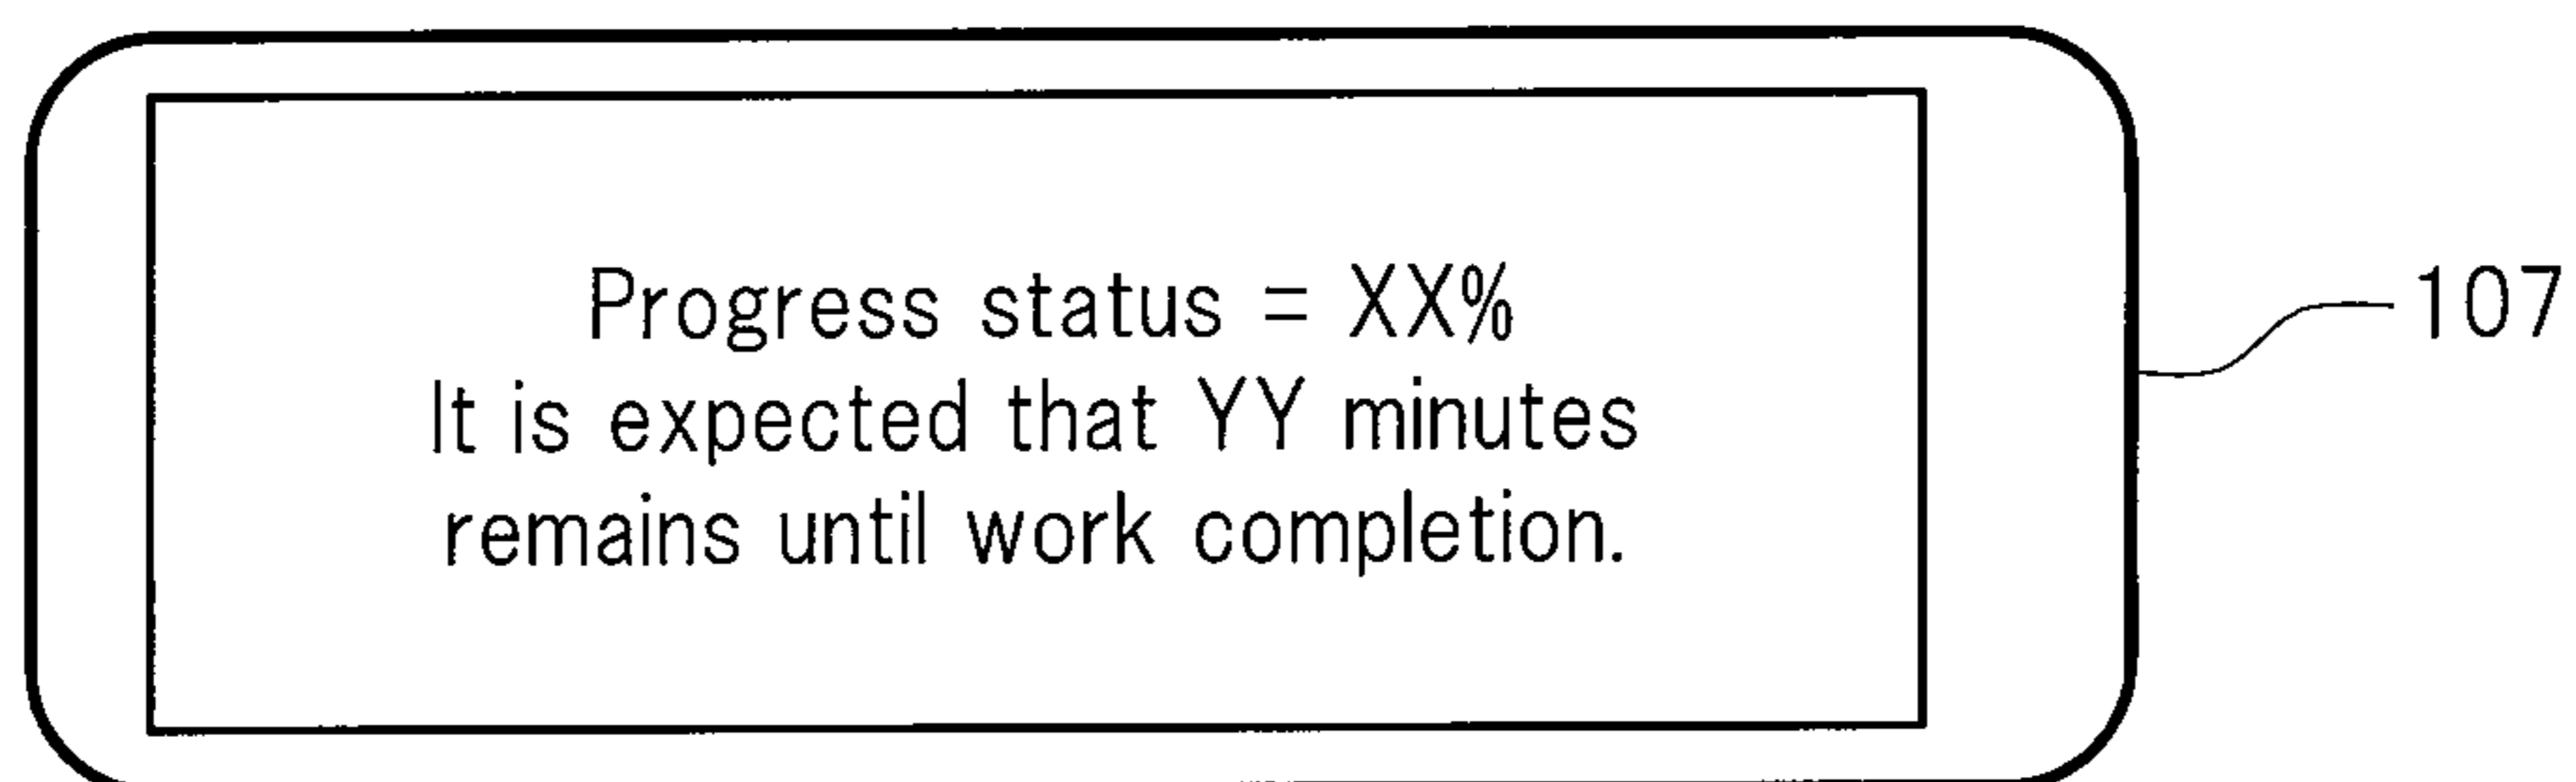 Progress status = XX%
It is expected that YY minutes
remains until work completion.
107